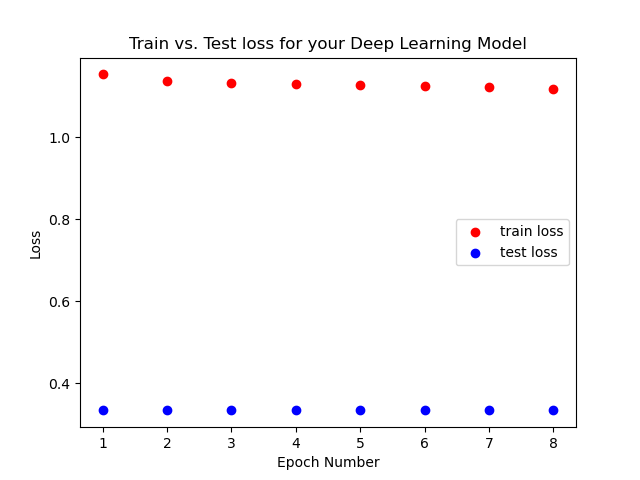 Train vs. Test loss for your Deep Learning Model
1.0
0.8
0.6
0.4
Loss
train loss
test loss
1 2 3 4 5 6 7 8
Epoch Number